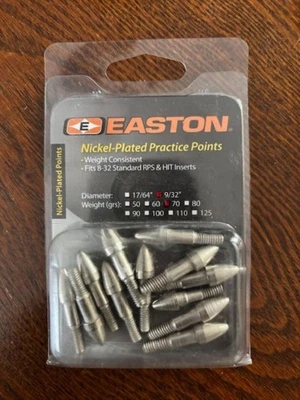 E EASTON
Nickel-Plated Practice Points
• Weight Consistent
• Fits 8-32 Standard RPS & HIT Inserts
Diameter: 17/64" 9/32"
Weight (grs): 50 60 70 80
90 100 110 125
Nickel-Plated Points